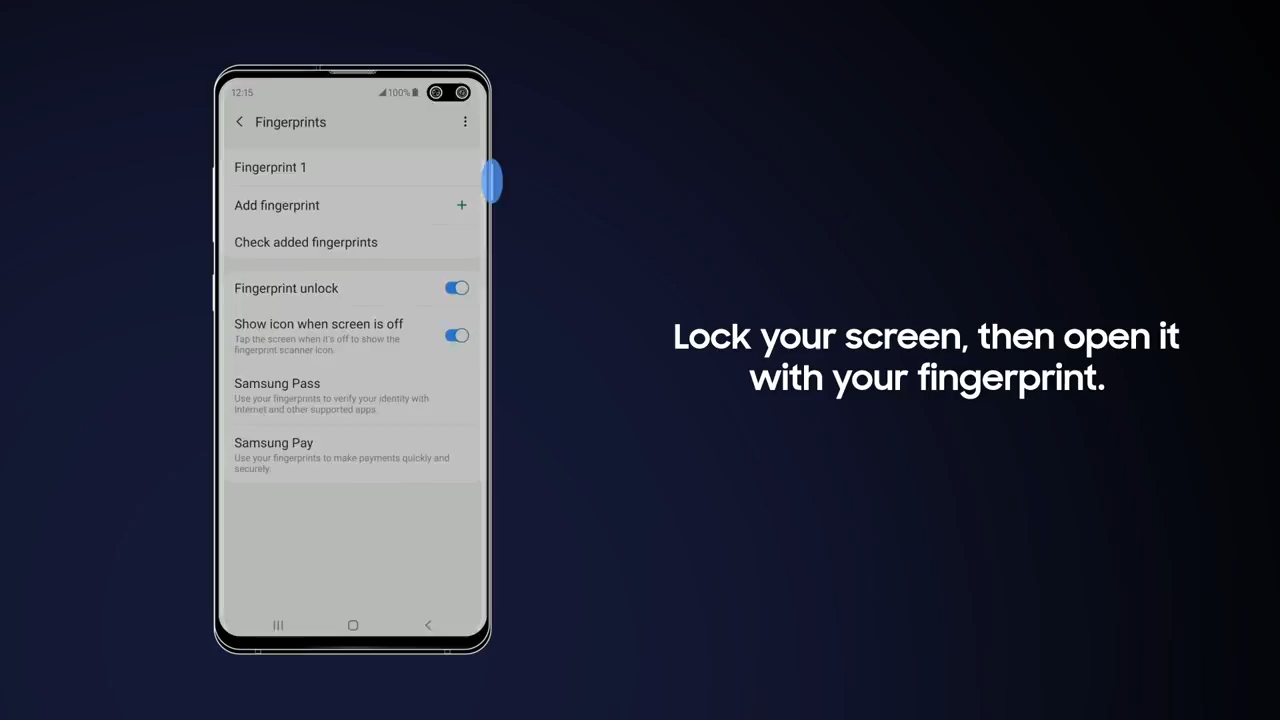 12:15
100%
Fingerprints
Fingerprint 1
Add fingerprint
Check added fingerprints
Fingerprint unlock
Show icon when screen is off
Tap the screen when it's off to show the
fingerprint scanner icon.
Samsung Pass
Use your fingerprints to verify your identity with
Internet and other supported apps.
Samsung Pay
Use your fingerprints to make payments quickly and
securely.
Lock your screen, then open it
with your fingerprint.